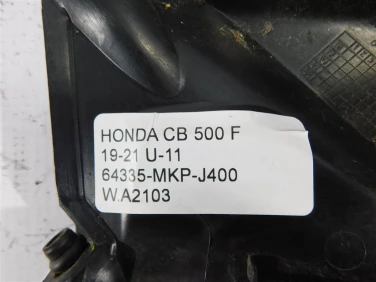 HONDA CB 500 F
19-21 U-11
64335-MKP-J400
W.A2103